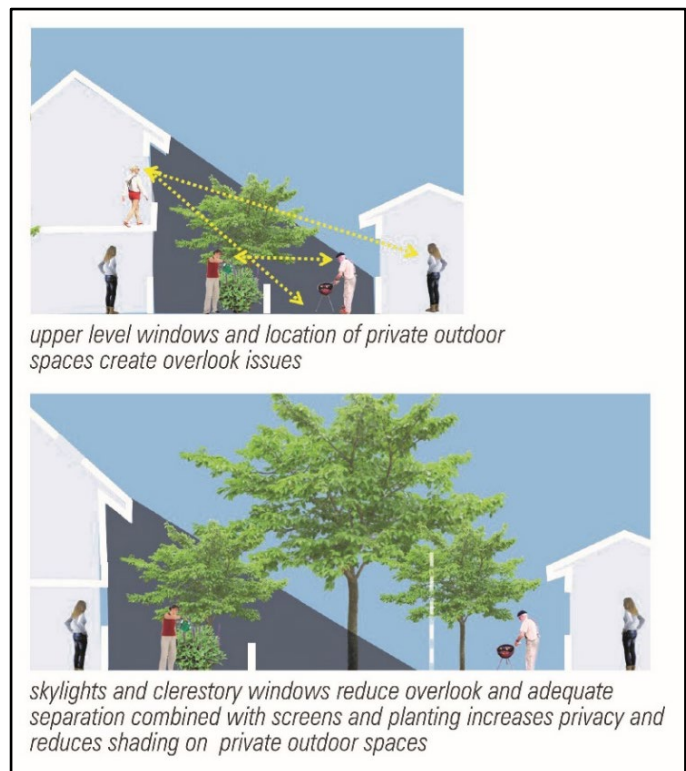 upper level windows and location of private outdoor
spaces create overlook issues
skylights and clerestory windows reduce overlook and adequate
separation combined with screens and planting increases privacy and
reduces shading on private outdoor spaces